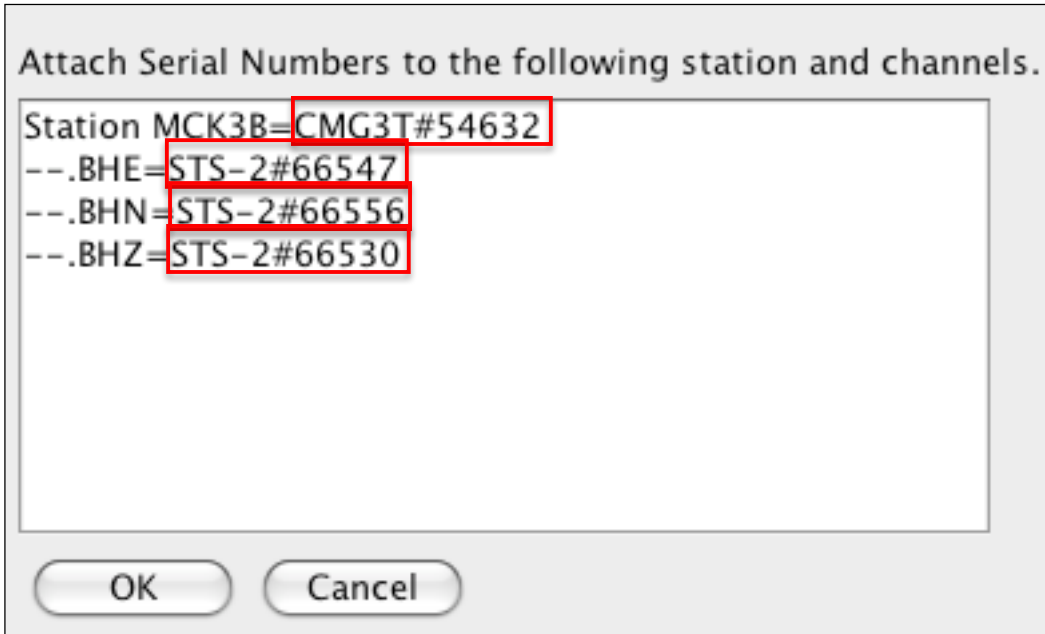 Attach Serial Numbers to the following station and channels.
Station MCK3B=CMG3T#54632
--.BHE=STS-2#66547
--.BHN=STS-2#66556
--.BHZ=STS-2#66530
OK Cancel